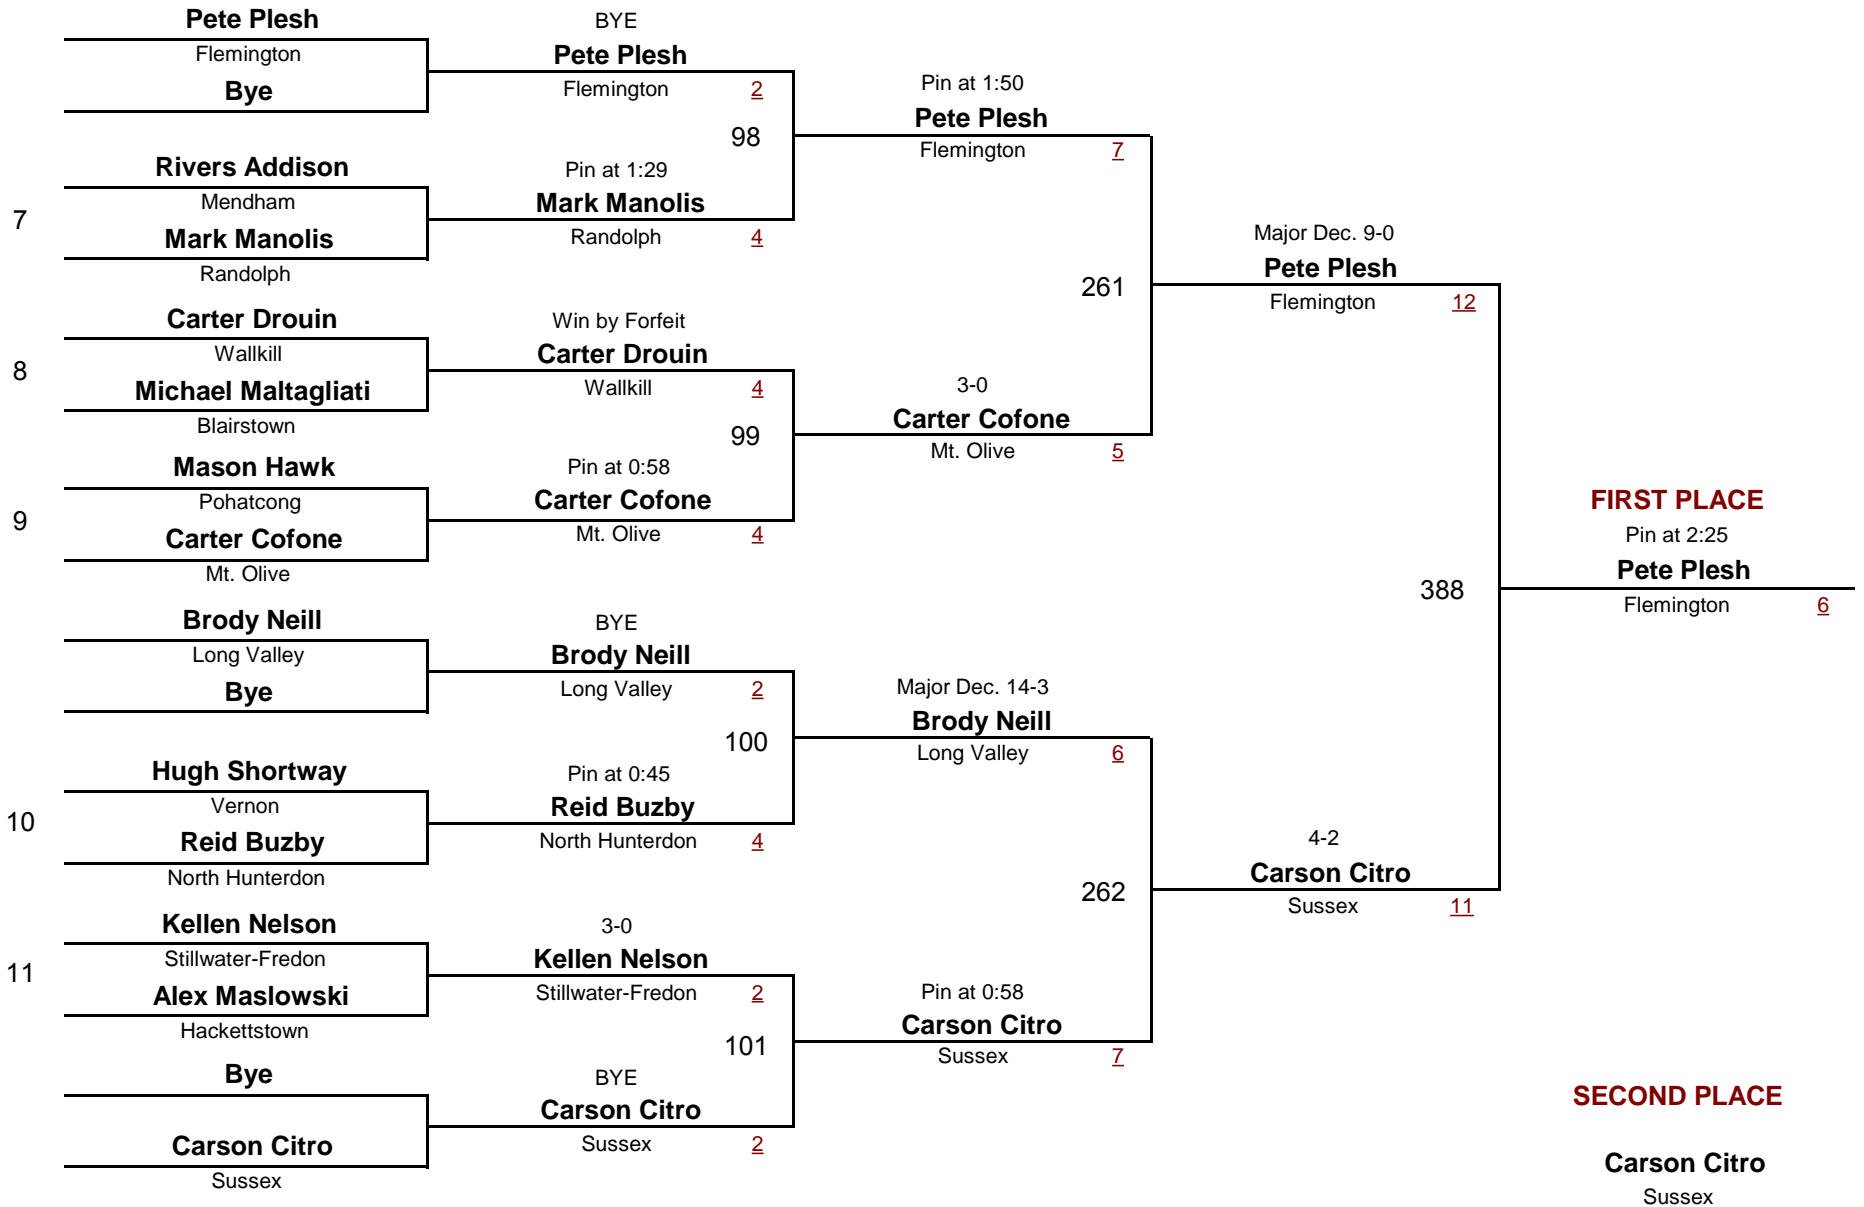 Pete Plesh
Flemington
Bye
7
Rivers Addison
Mendham
Mark Manolis
Randolph
8
Carter Drouin
Wallkill
Michael Maltagliati
Blairstown
9
Mason Hawk
Pohatcong
Carter Cofone
Mt. Olive
Brody Neill
Long Valley
Bye
10
Hugh Shortway
Vernon
Reid Buzby
North Hunterdon
11
Kellen Nelson
Stillwater-Fredon
Alex Maslowski
Hackettstown
Bye
Carson Citro
Sussex
BYE
Pete Plesh
Flemington 2
98
Pin at 1:29
Mark Manolis
Randolph 4
Win by Forfeit
Carter Drouin
Wallkill 4
99
Pin at 0:58
Carter Cofone
Mt. Olive 4
BYE
Brody Neill
Long Valley 2
100
Pin at 0:45
Reid Buzby
North Hunterdon 4
3-0
Kellen Nelson
Stillwater-Fredon 2
101
BYE
Carson Citro
Sussex 2
Pin at 1:50
Pete Plesh
Flemington 7
261
3-0
Carter Cofone
Mt. Olive 5
Major Dec. 14-3
Brody Neill
Long Valley 6
262
Pin at 0:58
Carson Citro
Sussex 7
Major Dec. 9-0
Pete Plesh
Flemington 12
388
4-2
Carson Citro
Sussex 11
FIRST PLACE
Pin at 2:25
Pete Plesh
Flemington 6
SECOND PLACE
Carson Citro
Sussex